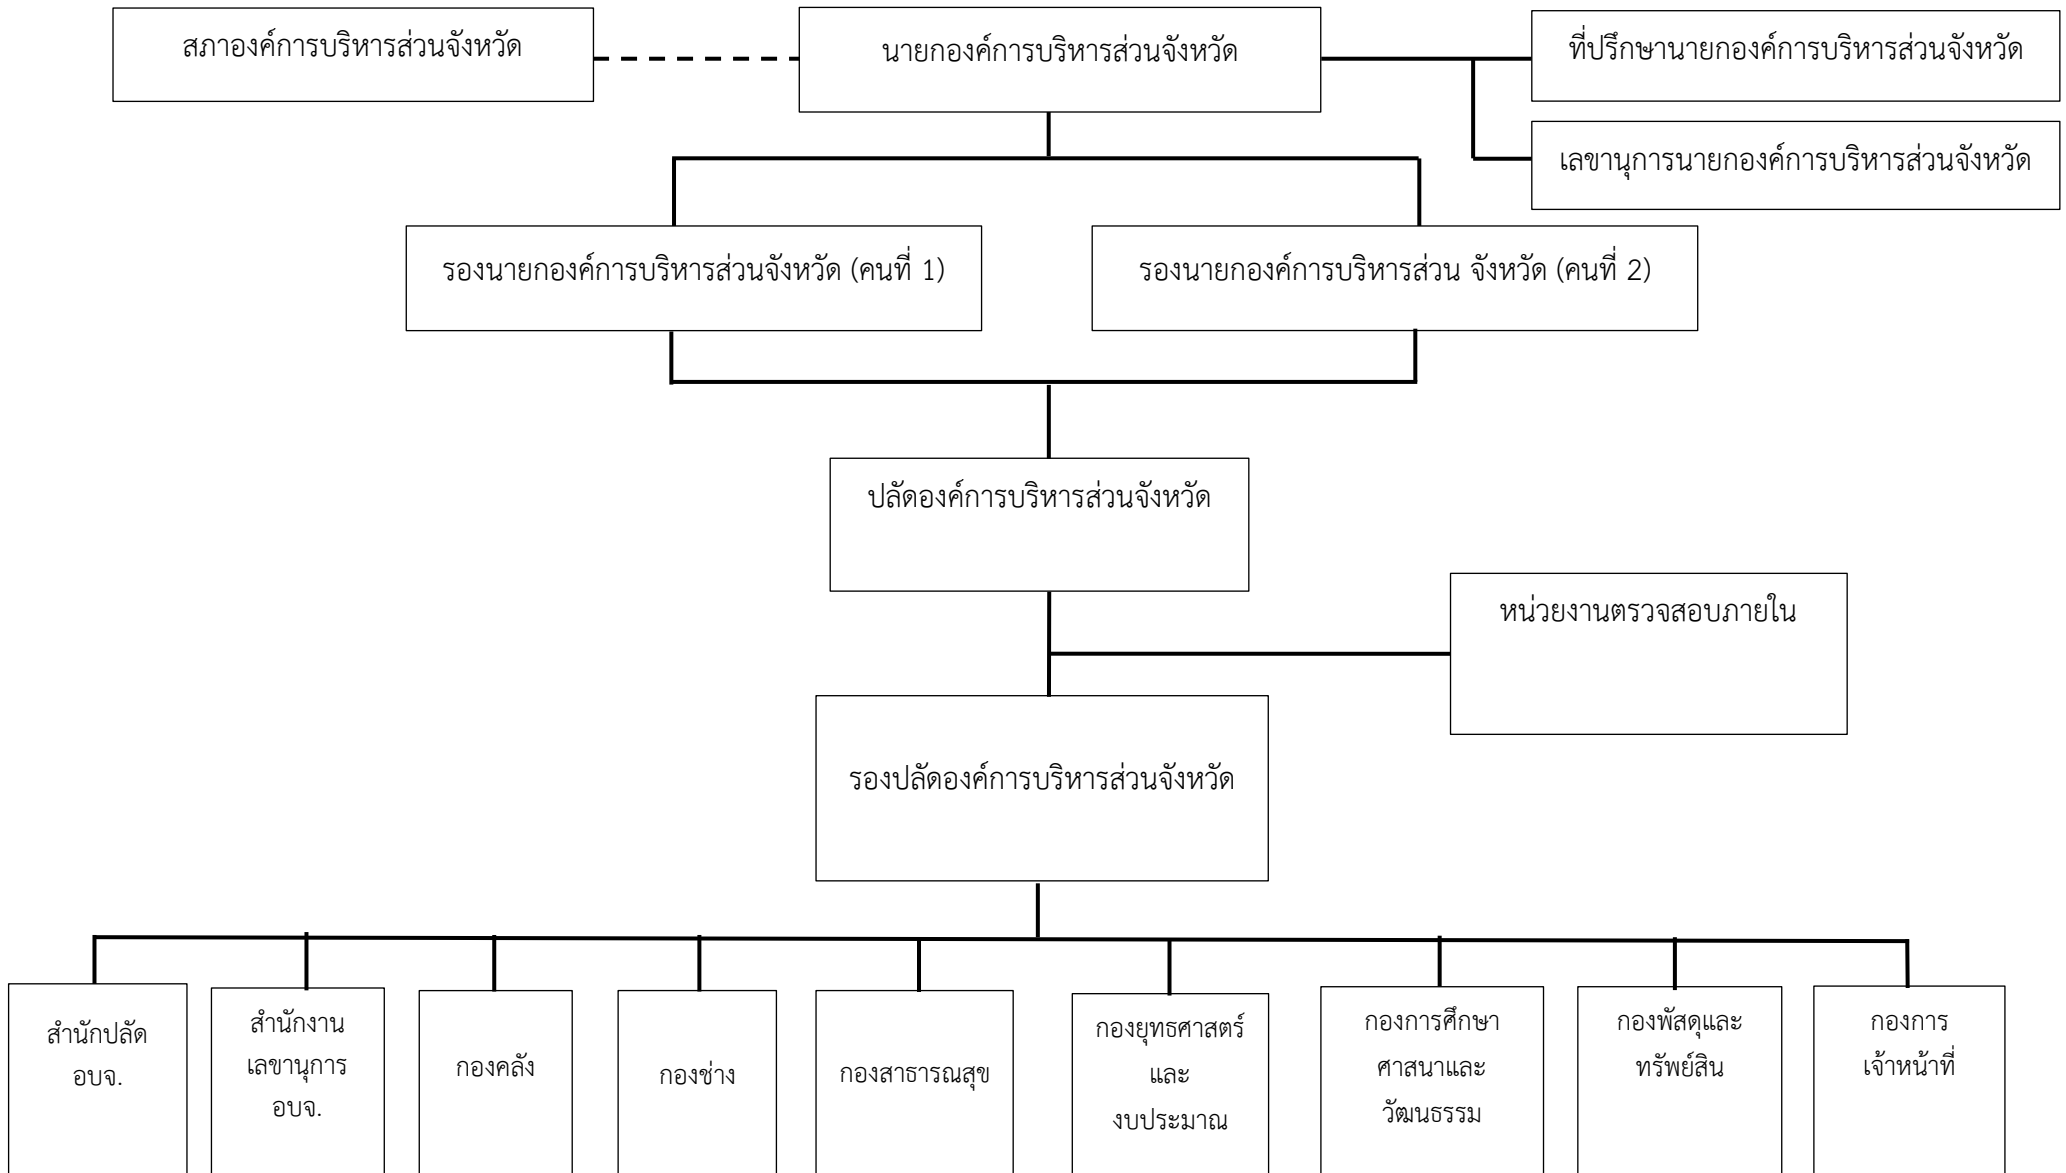 สภาองค์การบริหารส่วนจังหวัด
นายกองค์การบริหารส่วนจังหวัด
ที่ปรึกษานายกองค์การบริหารส่วนจังหวัด
เลขานุการนายกองค์การบริหารส่วนจังหวัด
รองนายกองค์การบริหารส่วนจังหวัด (คนที่ 1)
รองนายกองค์การบริหารส่วน จังหวัด (คนที่ 2)
ปลัดองค์การบริหารส่วนจังหวัด
หน่วยงานตรวจสอบภายใน
รองปลัดองค์การบริหารส่วนจังหวัด
สำนักปลัด
อบจ.
สำนักงาน
เลขานุการ
อบจ.
กองคลัง
กองช่าง
กองสาธารณสุข
กองยุทธศาสตร์
และ
งบประมาณ
กองการศึกษา
ศาสนาและ
วัฒนธรรม
กองพัสดุและ
ทรัพย์สิน
กองการ
เจ้าหน้าที่